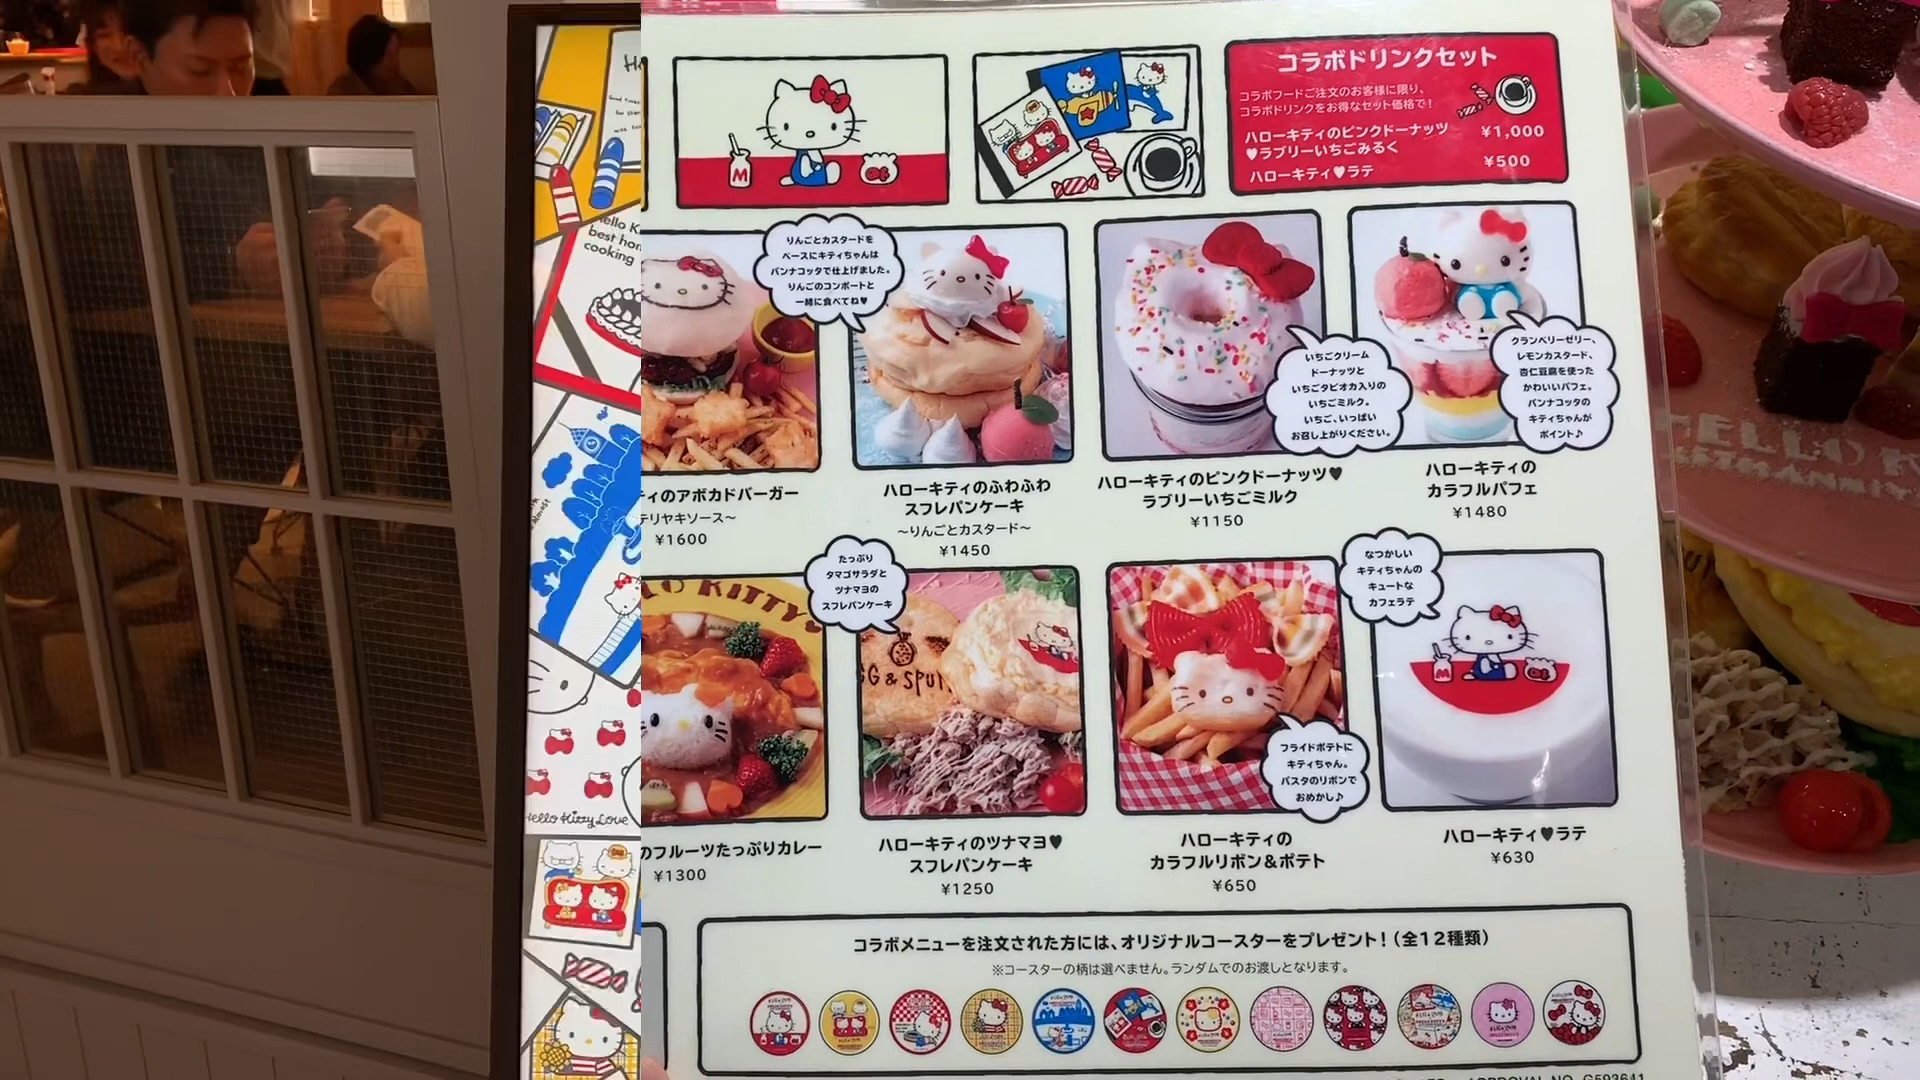 コラボドリンクセット
コラボフードご注文のお客様に限り、
コラボドリンクをお得なセット価格で!
ハローキティのピンクドーナッツ
♥ラブリーいちごみるく
¥1,000
ハローキティ♥ラテ
¥500
M
りんごとカスタードを
ベースにキティちゃんは
パンナコッタで仕上げました。
りんごのコンポートと
一緒に食べてね♥
いちごクリーム
ドーナッツと
いちごタピオカ入りの
いちごミルク。
いちご、いっぱい
お召し上がりください。
クランベリーゼリー、
レモンカスタード、
杏仁豆腐を使った
かわいいパフェ。
パンナコッタの
キティちゃんが
ポイント♪
ティのアボカドバーガー
テリヤキソース〜
¥1600
ハローキティのふわふわ
スフレパンケーキ
〜りんごとカスタード〜
¥1450
ハローキティのピンクドーナッツ♥
ラブリーいちごミルク
¥1150
ハローキティの
カラフルパフェ
¥1480
たっぷり
タマゴサラダと
ツナマヨの
スフレパンケーキ
なつかしい
キティちゃんの
キュートな
カフェラテ
フライドポテトに
キティちゃん。
パスタのリボンで
おめかし♪
LO KITTY
GG & SPU
M
のフルーツたっぷりカレー
¥1300
ハローキティのツナマヨ♥
スフレパンケーキ
¥1250
ハローキティの
カラフルリボン&ポテト
¥650
ハローキティ♥ラテ
¥630
コラボメニューを注文された方には、オリジナルコースターをプレゼント!(全12種類)
※コースターの柄は選べません。ランダムでのお渡しとなります。
APPROVAL NO. G593641
ello K
best hom
cooking
Hello Kitty Love
HELLO K